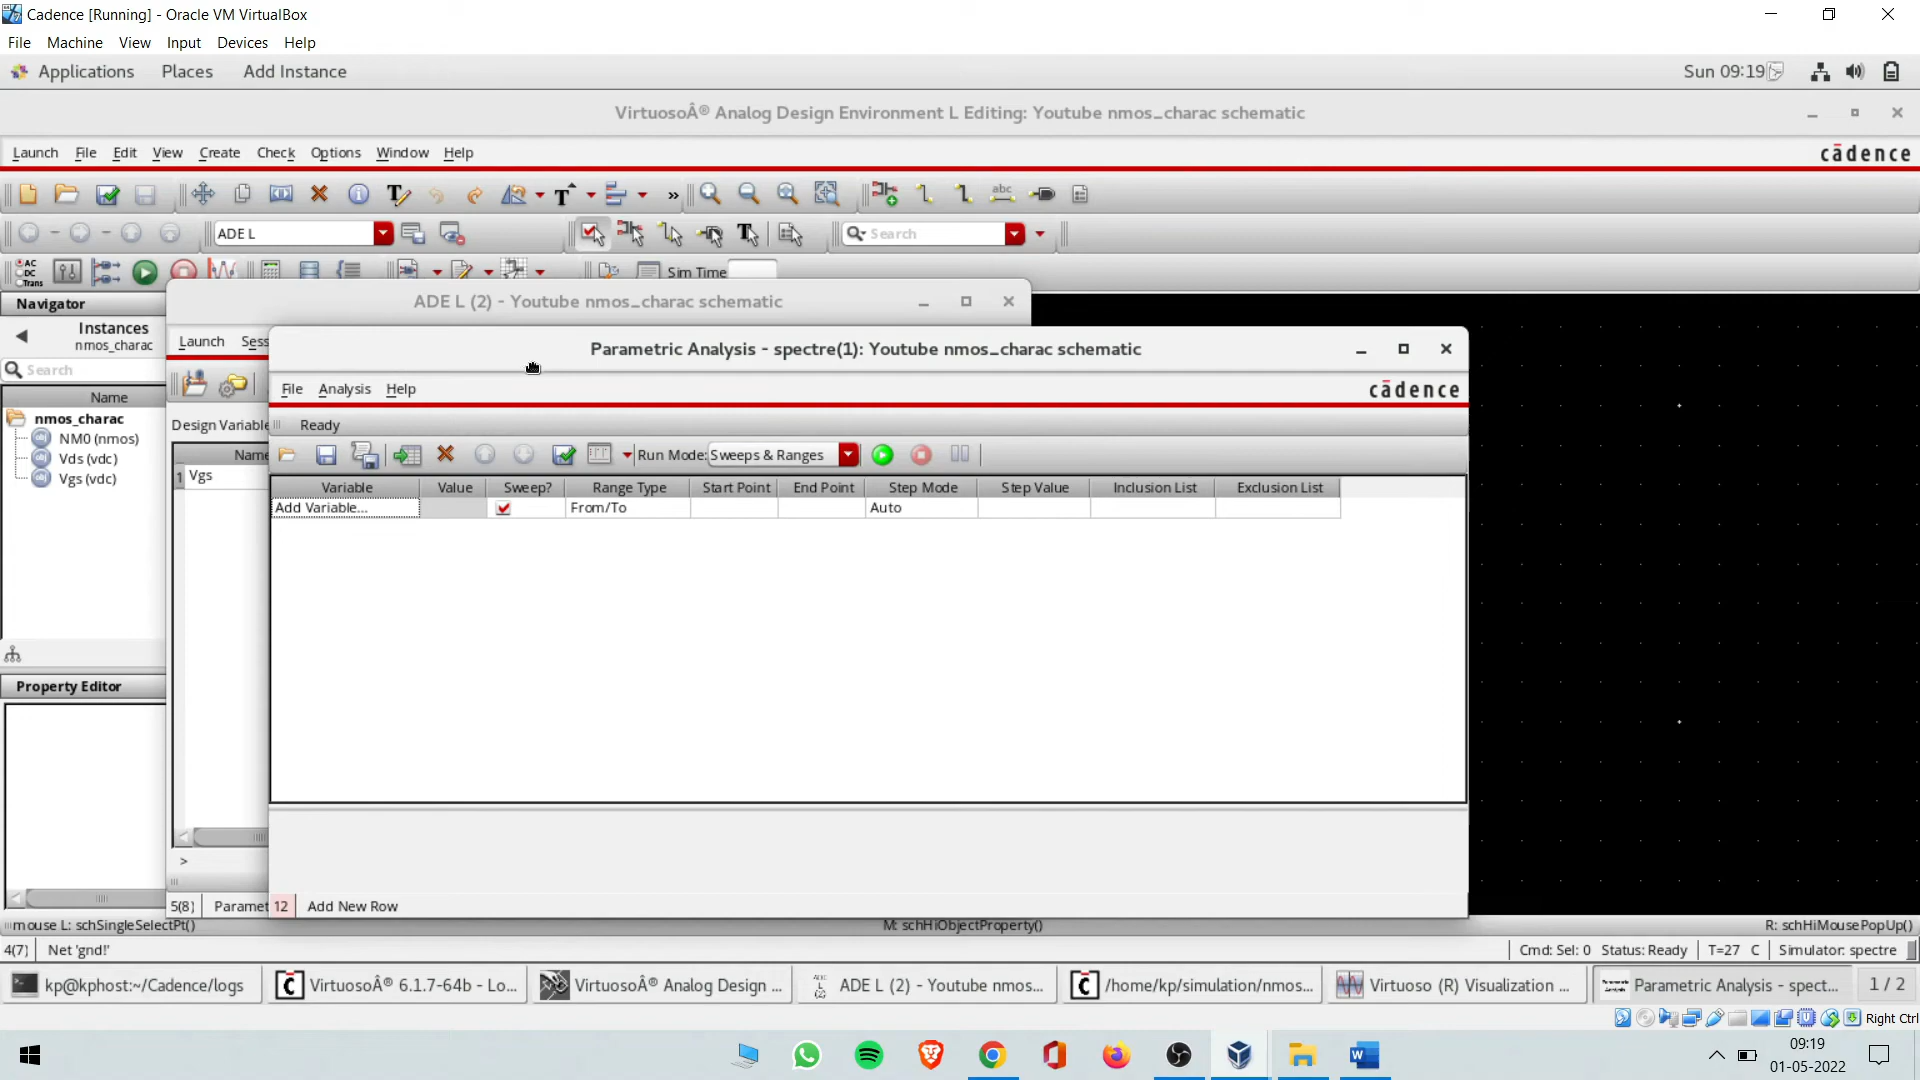 Cadence [Running] - Oracle VM VirtualBox
File Machine View Input Devices Help
Applications Places Add Instance Sun 09:19
VirtuosoÂ® Analog Design Environment L Editing: Youtube nmos_charac schematic
Launch File Edit View Create Check Options Window Help cādence
ADE L Search
AC DC Trans Sim Time
Navigator
ADE L (2) - Youtube nmos_charac schematic
Instances
nmos_charac
Search
Name
nmos_charac
NM0 (nmos)
Vds (vdc)
Vgs (vdc)
Property Editor
Launch Sess
Design Variable
Name
1 Vgs
>
5(8) Paramet
Parametric Analysis - spectre(1): Youtube nmos_charac schematic
File Analysis Help cādence
Ready
Run Mode: Sweeps & Ranges
Variable Value Sweep? Range Type Start Point End Point Step Mode Step Value Inclusion List Exclusion List
Add Variable... From/To Auto
12 Add New Row
mouse L: schSingleSelectPt() M: schHiObjectProperty() R: schHiMousePopUp()
4(7) Net 'gnd!' Cmd: Sel: 0 Status: Ready T=27 C Simulator: spectre
kp@kphost:~/Cadence/logs VirtuosoÂ® 6.1.7-64b - Lo... VirtuosoÂ® Analog Design ... ADE L (2) - Youtube nmos... /home/kp/simulation/nmos... Virtuoso (R) Visualization ... Parametric Analysis - spect... 1 / 2
Right Ctrl
09:19
01-05-2022